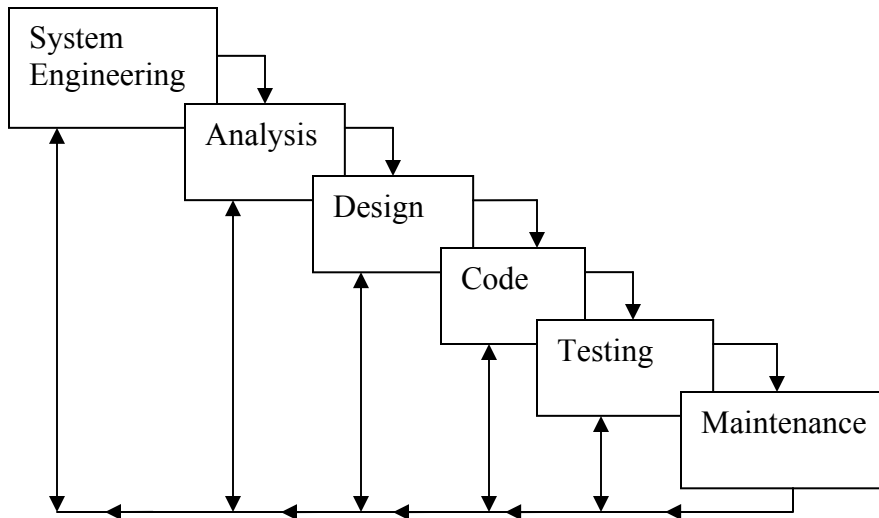 System
Engineering
Analysis
Design
Code
Testing
Maintenance